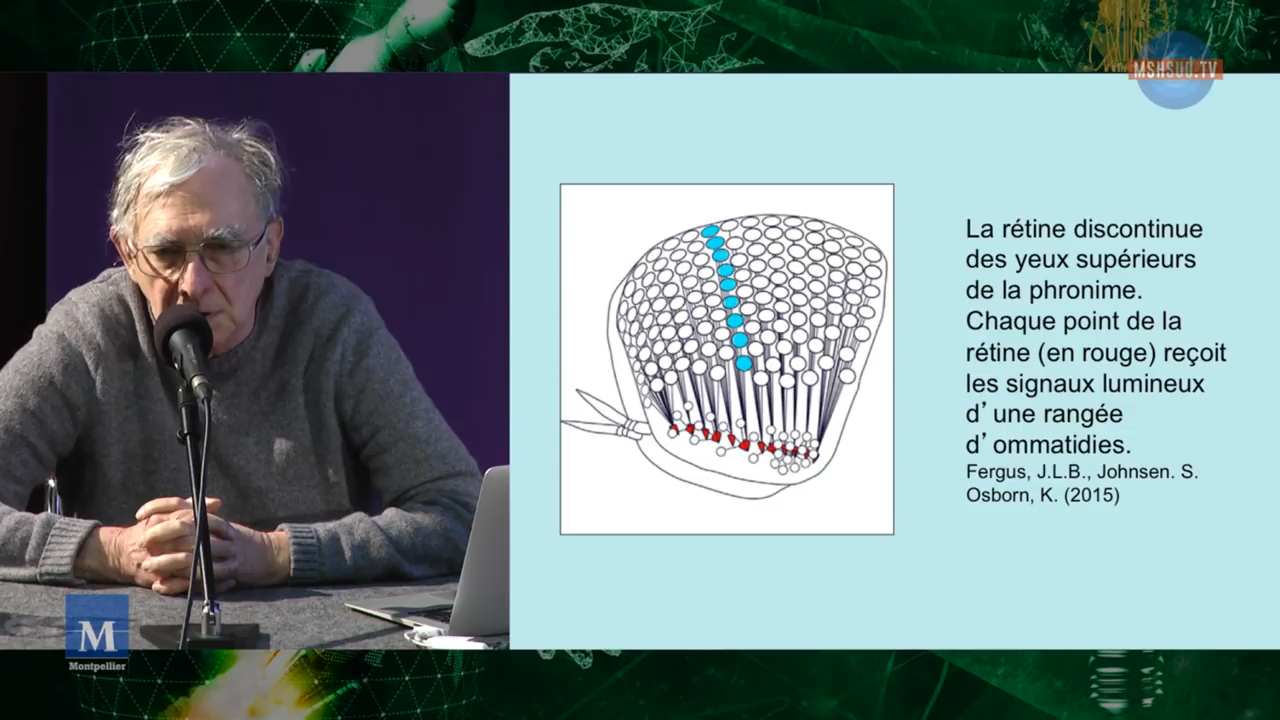 MSHSUD.TV
La rétine discontinue
des yeux supérieurs
de la phronime.
Chaque point de la
rétine (en rouge) reçoit
les signaux lumineux
d’ une rangée
d’ ommatidies.
Fergus, J.L.B., Johnsen. S.
Osborn, K. (2015)
M
Montpellier